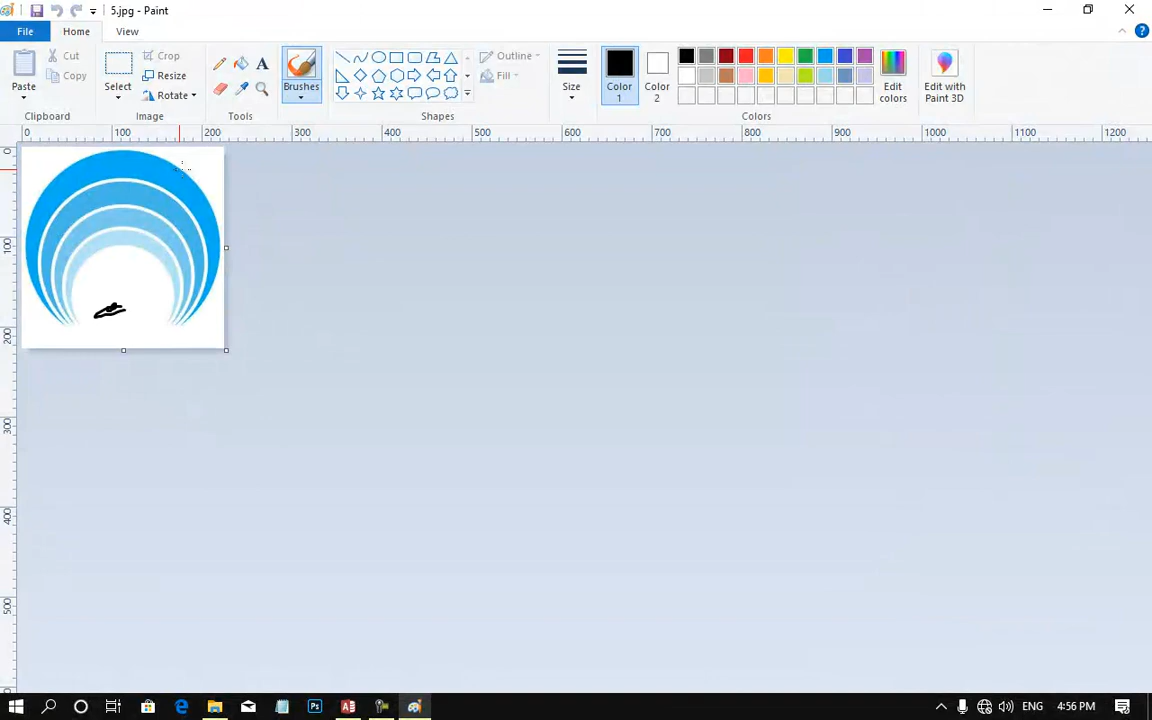 5.jpg - Paint
File Home View
Paste Cut Copy Clipboard
Select Crop Resize Rotate Image
A Tools
Brushes
Outline Fill Shapes
Size
Color 1 Color 2 Edit colors Colors
Edit with Paint 3D
0 100 200 300 400 500 600 700 800 900 1000 1100 1200
0
100
200
300
400
500
Ps A ENG 4:56 PM